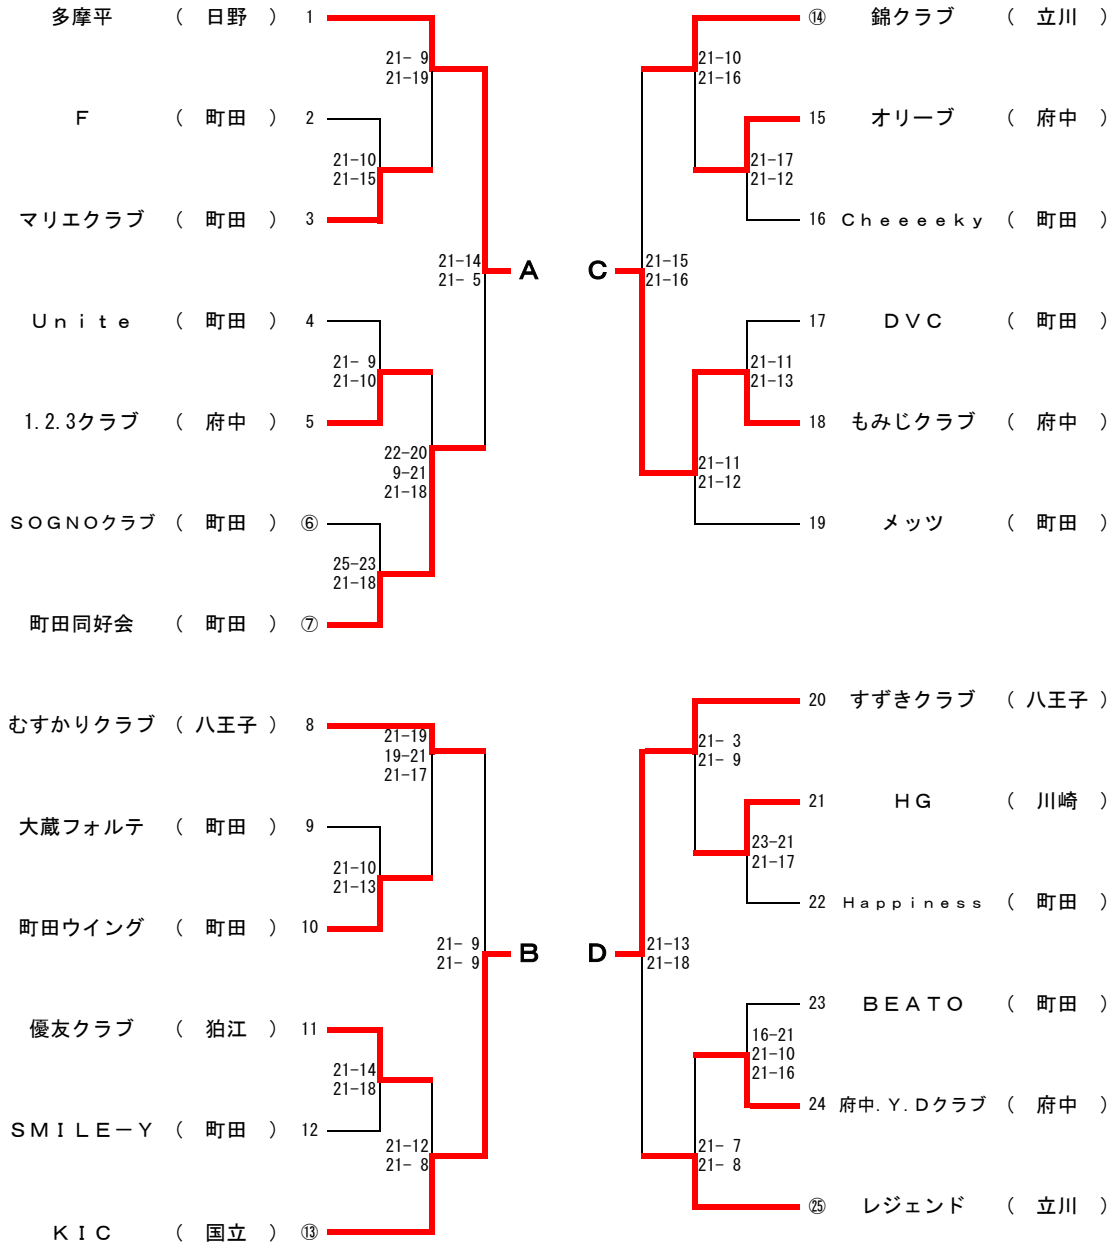 多摩平 ( 日野 ) 1
21- 9
21-19
F ( 町田 ) 2
21-10
21-15
マリエクラブ ( 町田 ) 3
21-14
21- 5
A
Unite ( 町田 ) 4
21- 9
21-10
1.2.3クラブ ( 府中 ) 5
22-20
9-21
21-18
SOGNOクラブ ( 町田 ) ⑥
25-23
21-18
町田同好会 ( 町田 ) ⑦
むすかりクラブ ( 八王子 ) 8
21-19
19-21
21-17
大蔵フォルテ ( 町田 ) 9
21-10
21-13
町田ウイング ( 町田 ) 10
21- 9
21- 9
B
優友クラブ ( 狛江 ) 11
21-14
21-18
SMILE-Y ( 町田 ) 12
21-12
21- 8
KIC ( 国立 ) ⑬
⑭ 錦クラブ ( 立川 )
21-10
21-16
15 オリーブ ( 府中 )
21-17
21-12
16 Cheeeeky ( 町田 )
C
21-15
21-16
17 DVC ( 町田 )
21-11
21-13
18 もみじクラブ ( 府中 )
21-11
21-12
19 メッツ ( 町田 )
20 すずきクラブ ( 八王子 )
21- 3
21- 9
21 HG ( 川崎 )
23-21
21-17
22 Happiness ( 町田 )
D
21-13
21-18
23 BEATO ( 町田 )
16-21
21-10
21-16
24 府中.Y.Dクラブ ( 府中 )
21- 7
21- 8
㉕ レジェンド ( 立川 )